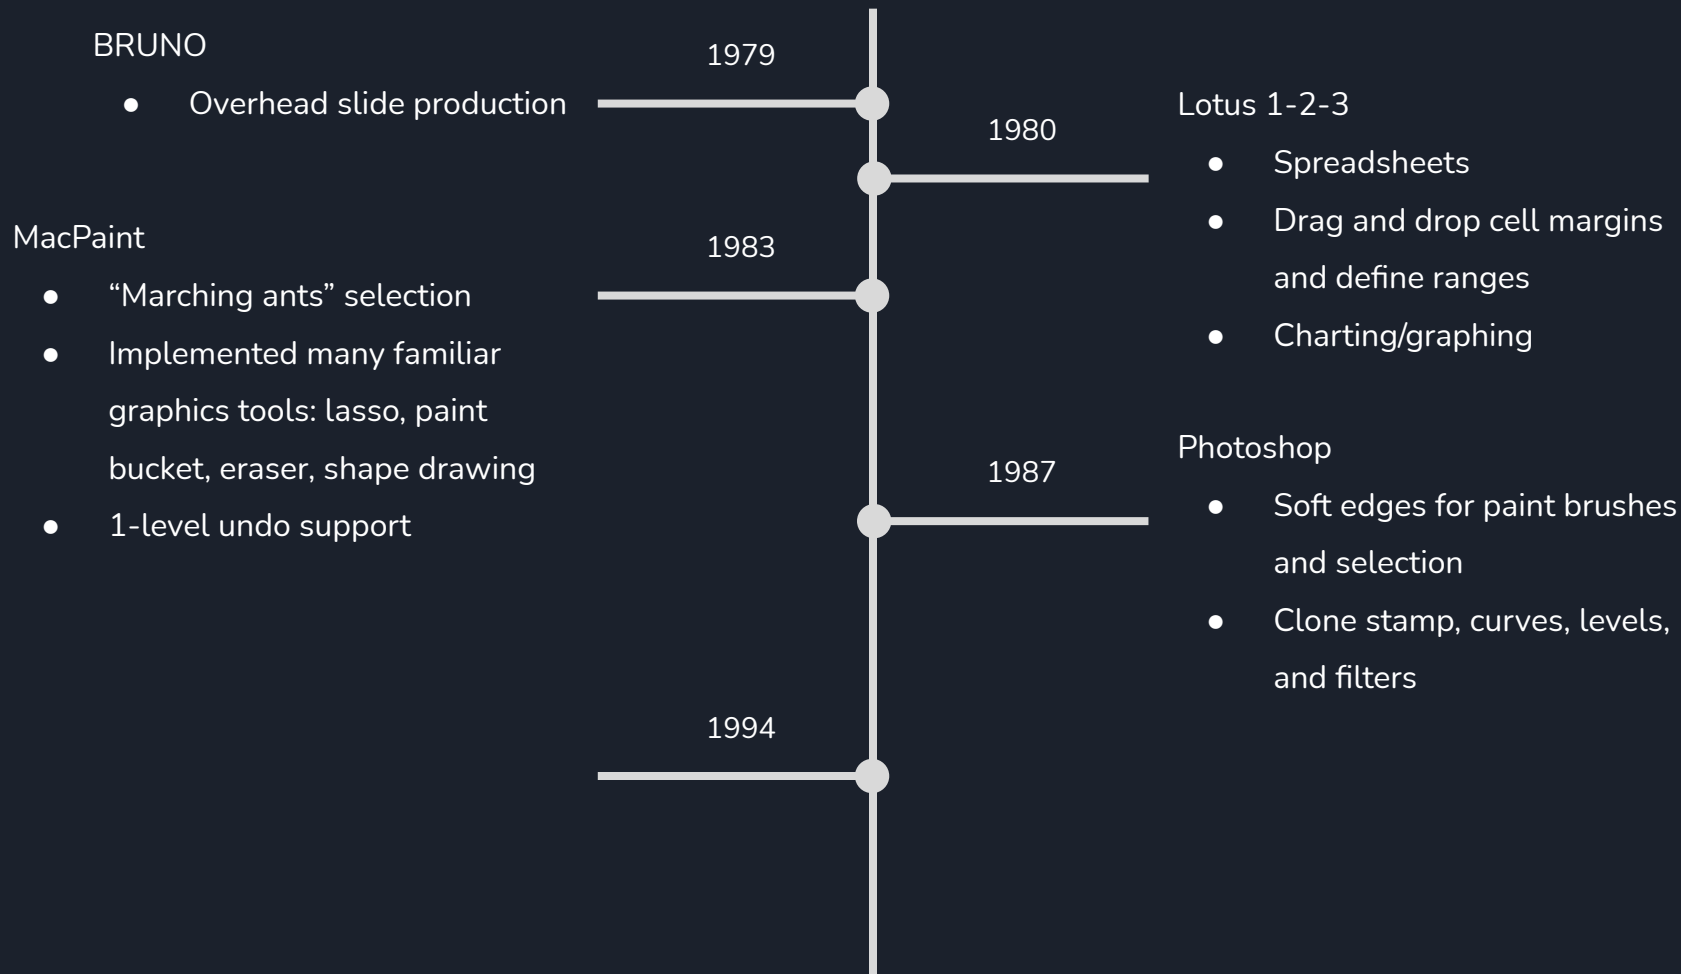 BRUNO
● Overhead slide production
1979
1980
Lotus 1-2-3
● Spreadsheets
● Drag and drop cell margins
and define ranges
● Charting/graphing
MacPaint
● “Marching ants” selection
● Implemented many familiar
graphics tools: lasso, paint
bucket, eraser, shape drawing
● 1-level undo support
1983
1987
Photoshop
● Soft edges for paint brushes
and selection
● Clone stamp, curves, levels,
and filters
1994